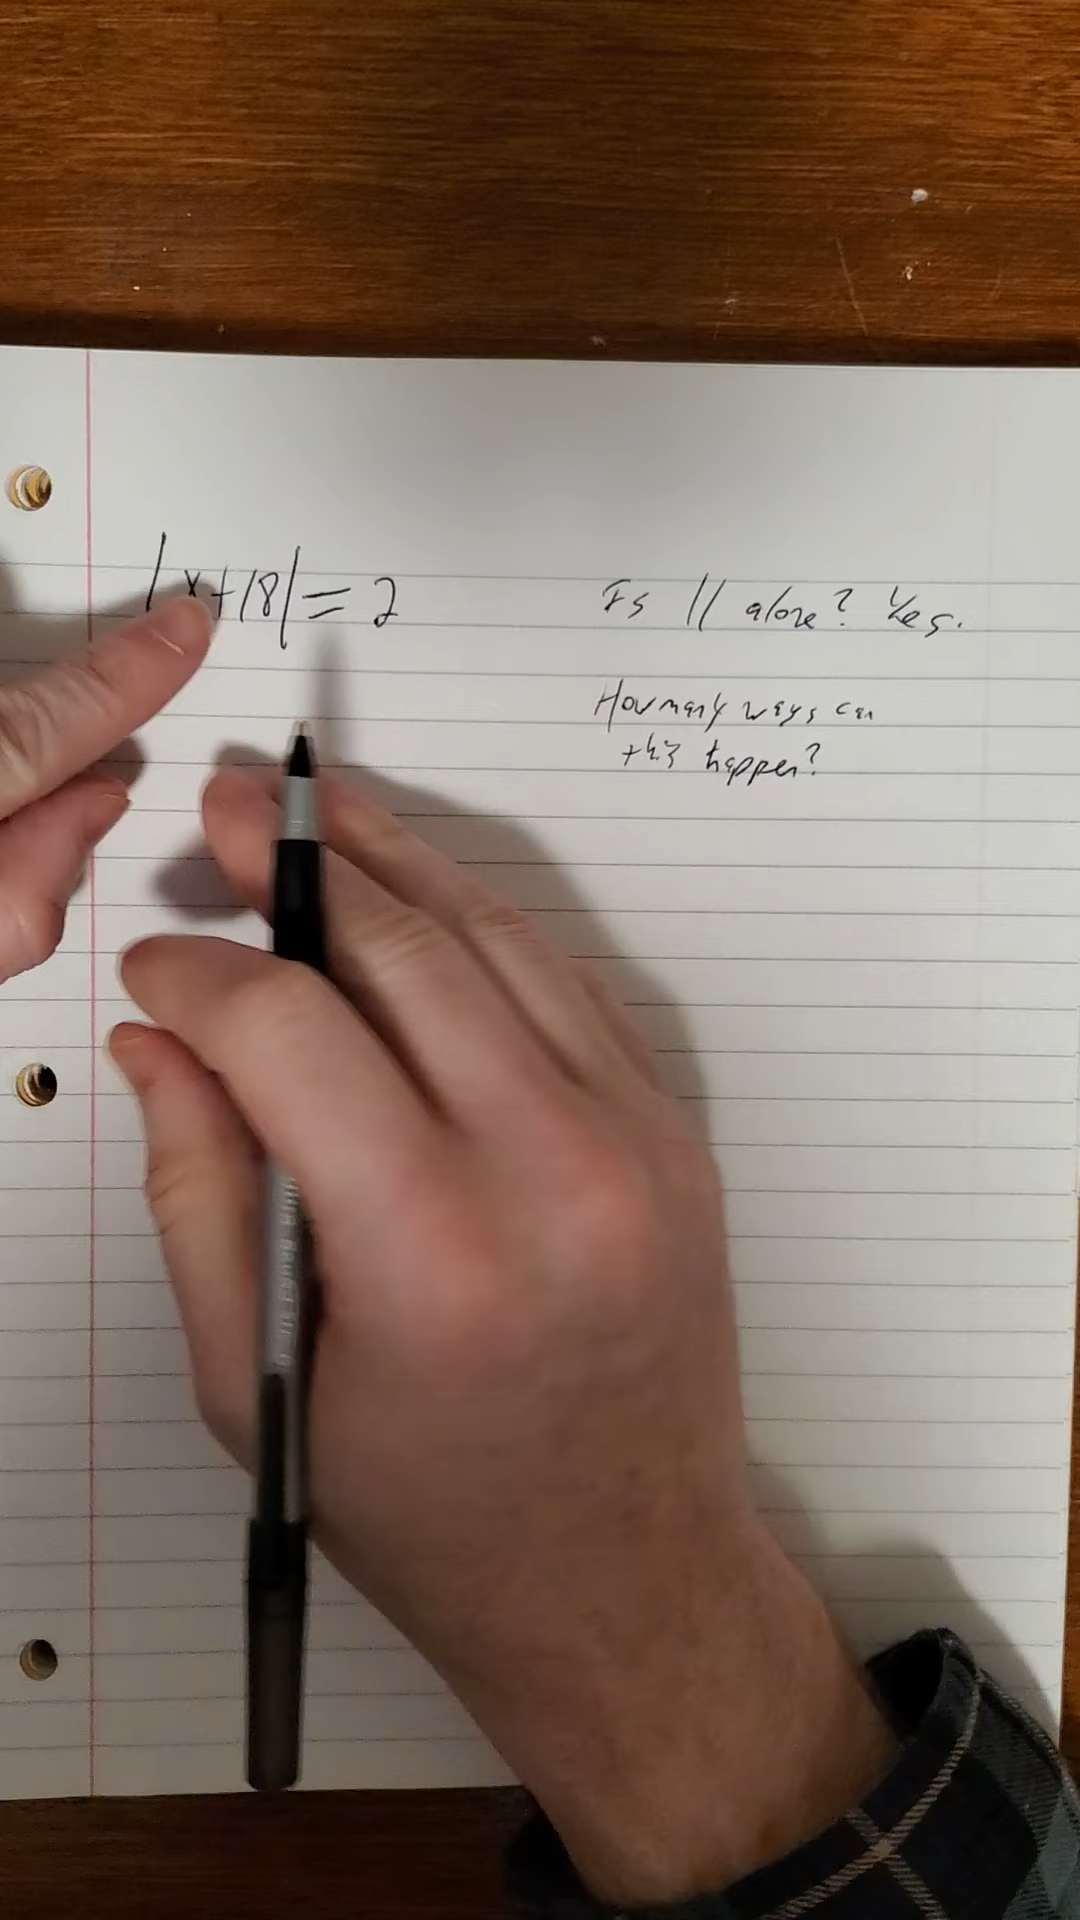 |x+18|=2
Is || alone? Yes.
How many ways can
this happen?